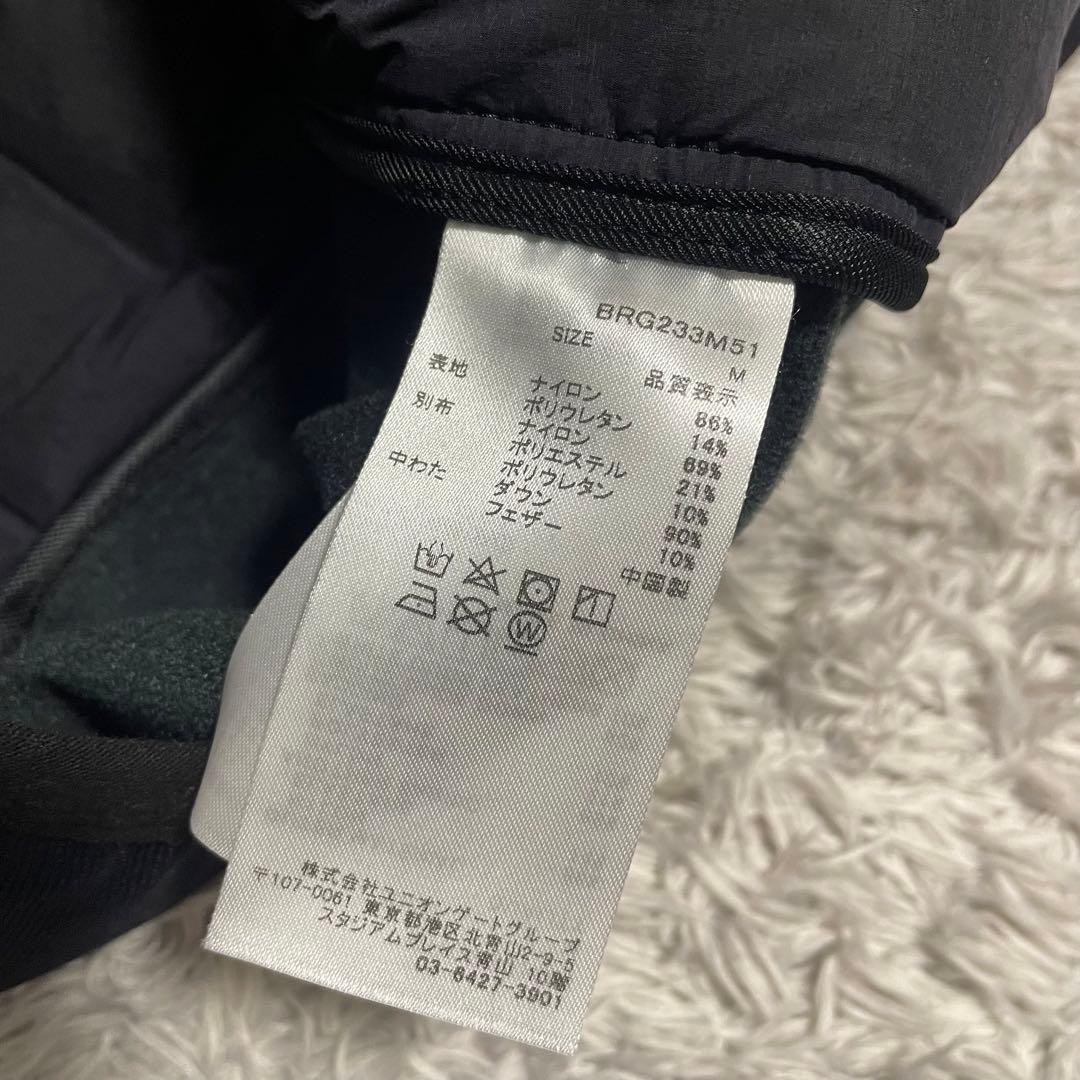 BRG233M51
SIZE M
品質表示
表地 ナイロン 86%
ポリウレタン 14%
別布 ナイロン 69%
ポリエステル 21%
ポリウレタン 10%
中わた ダウン 90%
フェザー 10%
中国製
W
株式会社ユニオンゲートグループ
〒107-0061 東京都港区北青山2-9-5
スタジアムプレイス青山 10階
03-6427-3901